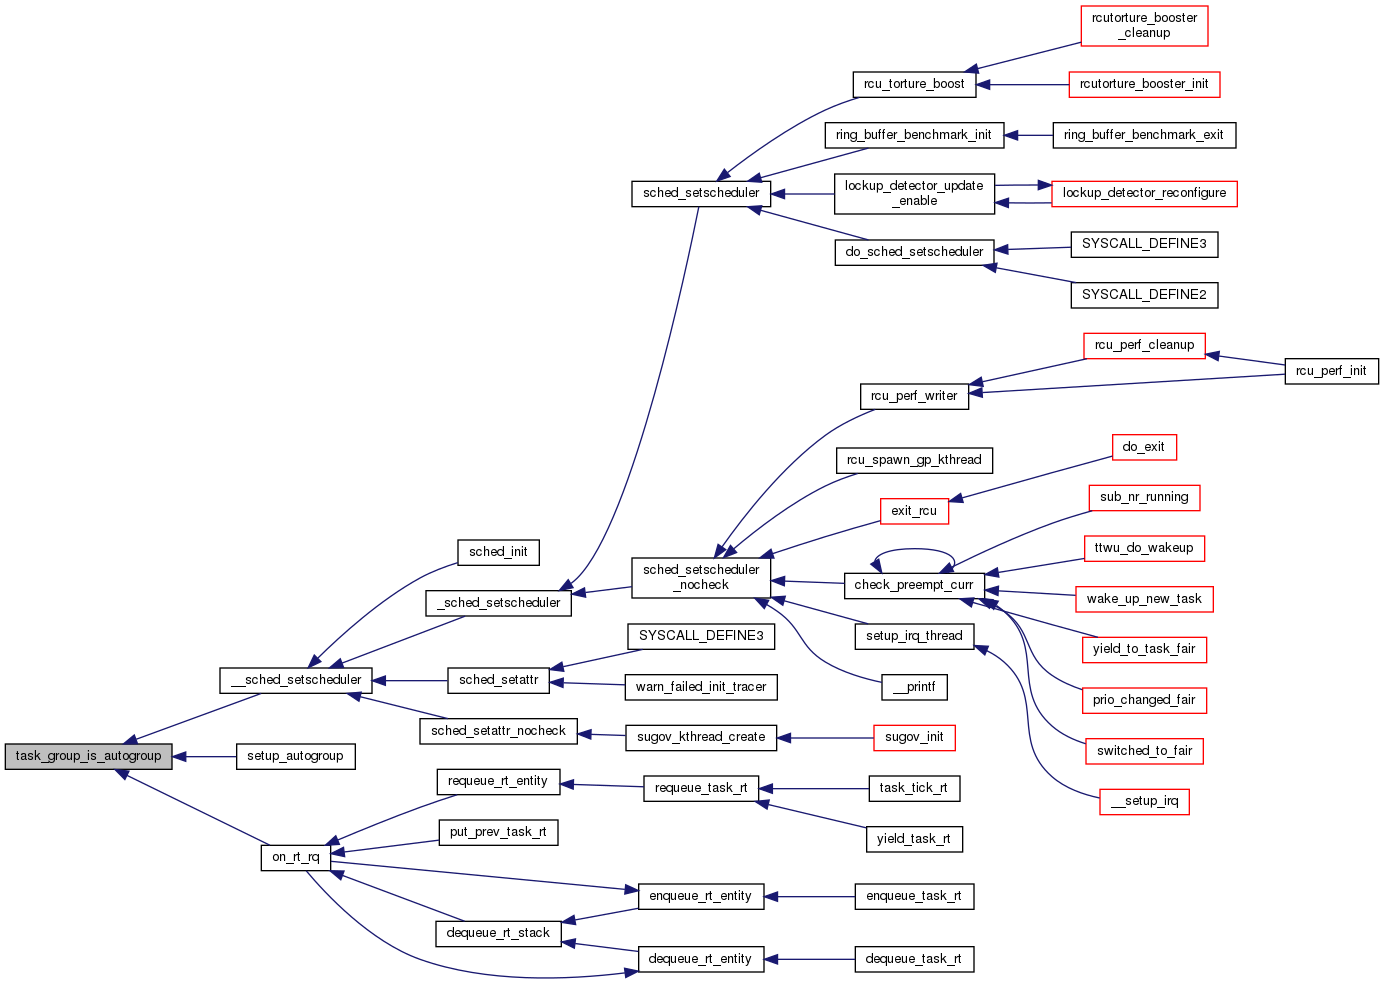 rcutorture_booster
_cleanup
rcu_torture_boost
rcutorture_booster_init
ring_buffer_benchmark_init
ring_buffer_benchmark_exit
sched_setscheduler
lockup_detector_update
_enable
lockup_detector_reconfigure
do_sched_setscheduler
SYSCALL_DEFINE3
SYSCALL_DEFINE2
rcu_perf_cleanup
rcu_perf_init
rcu_perf_writer
do_exit
rcu_spawn_gp_kthread
sub_nr_running
exit_rcu
sched_init
ttwu_do_wakeup
sched_setscheduler
_nocheck
check_preempt_curr
_sched_setscheduler
wake_up_new_task
SYSCALL_DEFINE3
setup_irq_thread
yield_to_task_fair
__sched_setscheduler
sched_setattr
warn_failed_init_tracer
__printf
prio_changed_fair
sched_setattr_nocheck
sugov_kthread_create
sugov_init
switched_to_fair
task_group_is_autogroup
setup_autogroup
requeue_rt_entity
requeue_task_rt
task_tick_rt
__setup_irq
put_prev_task_rt
yield_task_rt
on_rt_rq
enqueue_rt_entity
enqueue_task_rt
dequeue_rt_stack
dequeue_rt_entity
dequeue_task_rt